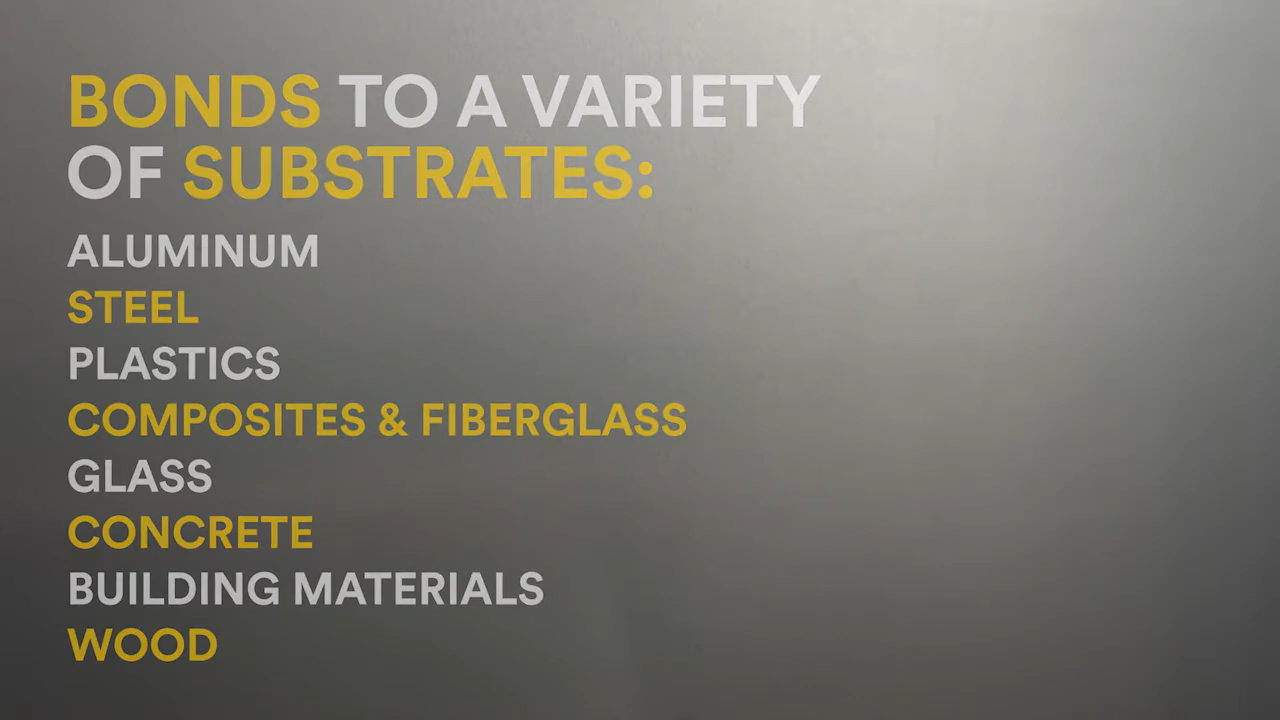 BONDS TO A VARIETY
OF SUBSTRATES:
ALUMINUM
STEEL
PLASTICS
COMPOSITES & FIBERGLASS
GLASS
CONCRETE
BUILDING MATERIALS
WOOD